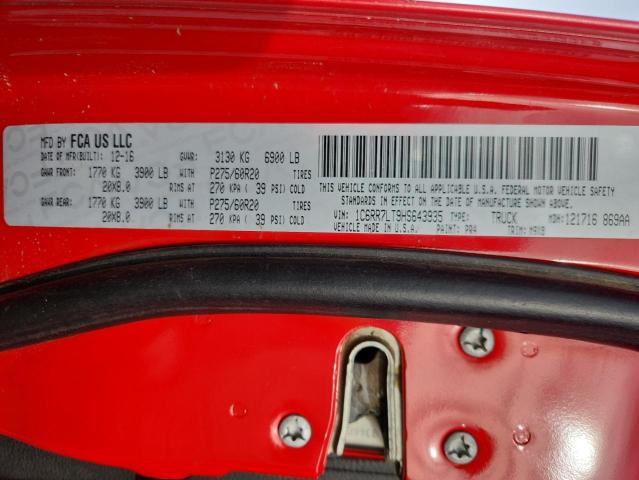 MFD BY FCA US LLC
DATE OF MFR(BUILT): 12-16 GVWR: 3130 KG 6900 LB
GAWR FRONT: 1770 KG 3900 LB WITH P275/60R20 TIRES
20X8.0 RIMS AT 270 KPA ( 39 PSI) COLD
GAWR REAR: 1770 KG 3900 LB WITH P275/60R20 TIRES
20X8.0 RIMS AT 270 KPA ( 39 PSI) COLD
THIS VEHICLE CONFORMS TO ALL APPLICABLE U.S.A. FEDERAL MOTOR VEHICLE SAFETY
STANDARDS IN EFFECT ON THE DATE OF MANUFACTURE SHOWN ABOVE.
VIN: 1C6RR7LT9HS643935 TYPE: TRUCK MDH: 121716 869AA
VEHICLE MADE IN U.S.A. PAINT: PR4 TRIM: M9X8